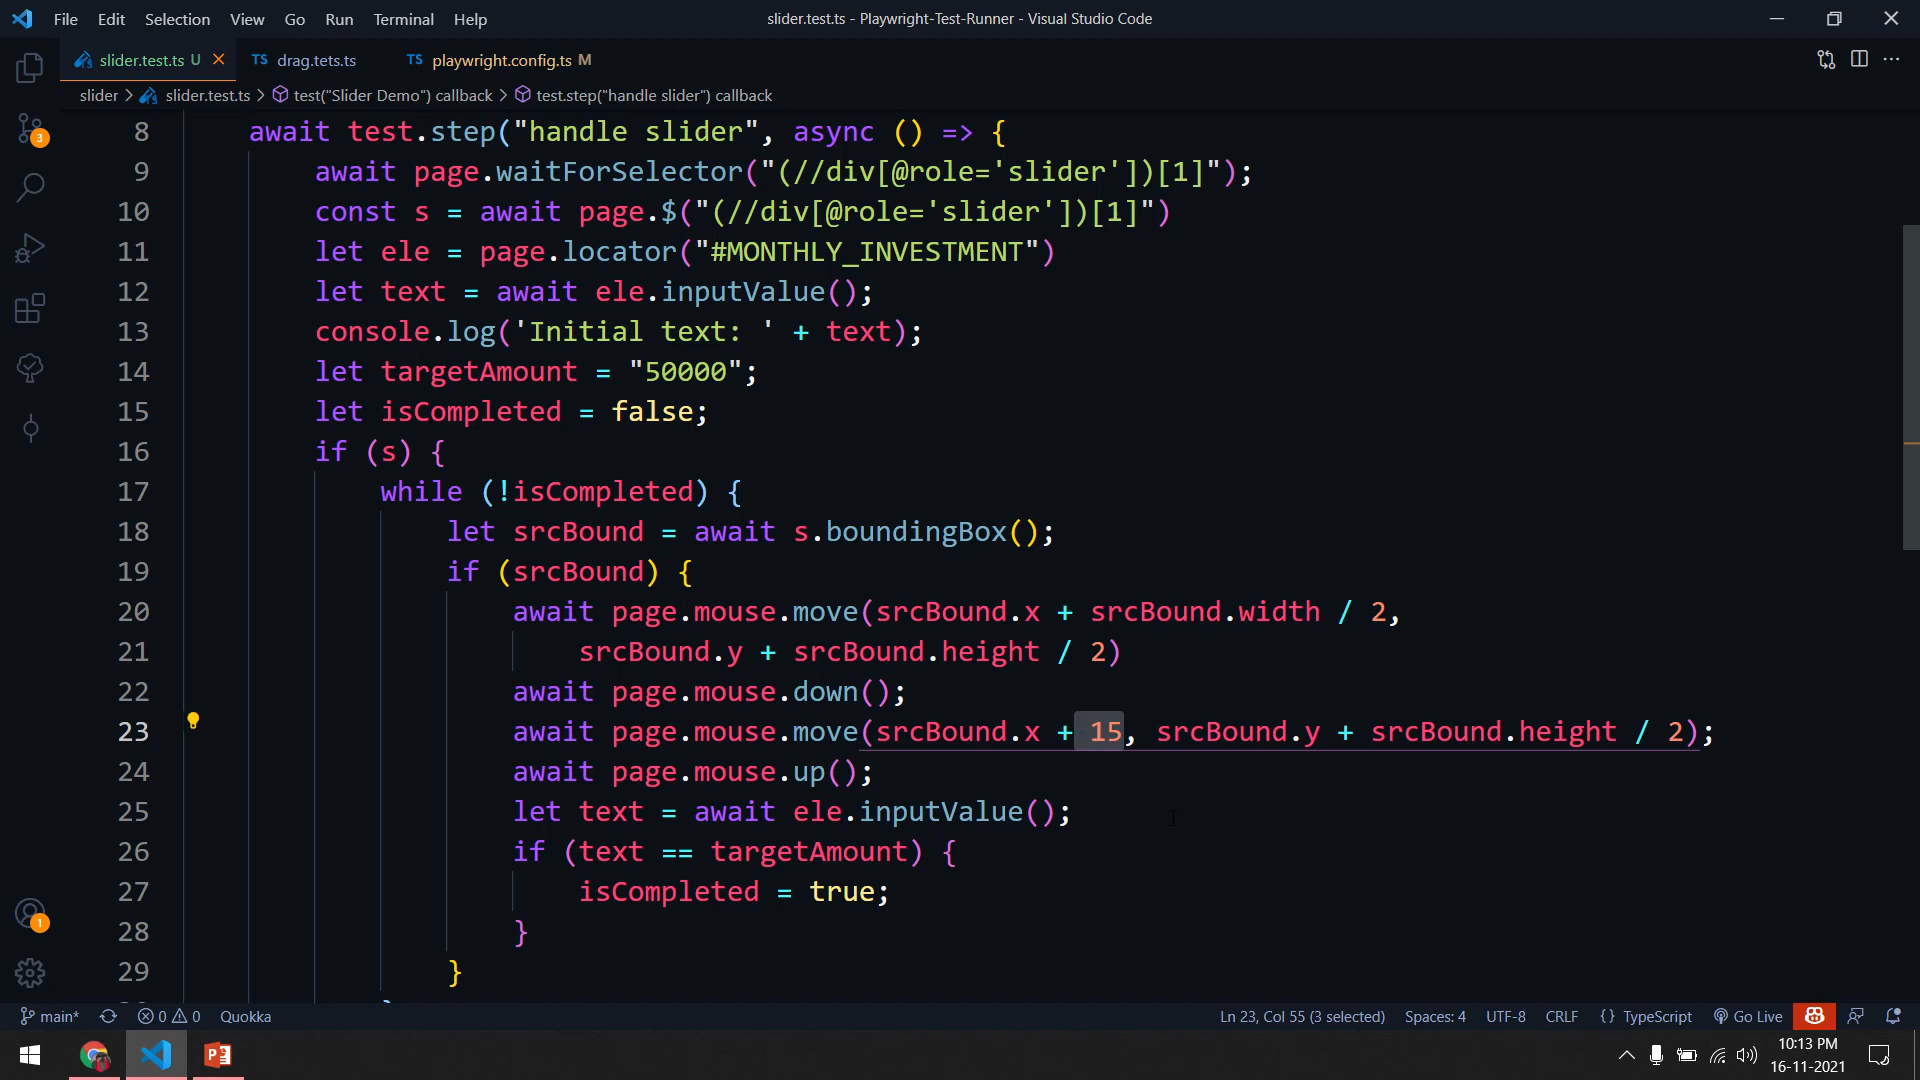 File Edit Selection View Go Run Terminal Help slider.test.ts - Playwright-Test-Runner - Visual Studio Code
slider.test.ts U TS drag.tets.ts TS playwright.config.ts M
slider > slider.test.ts > test("Slider Demo") callback > test.step("handle slider") callback
8 await test.step("handle slider", async () => {
9 await page.waitForSelector("(//div[@role='slider'])[1]");
10 const s = await page.$("(//div[@role='slider'])[1]")
11 let ele = page.locator("#MONTHLY_INVESTMENT")
12 let text = await ele.inputValue();
13 console.log('Initial text: ' + text);
14 let targetAmount = "50000";
15 let isCompleted = false;
16 if (s) {
17 while (!isCompleted) {
18 let srcBound = await s.boundingBox();
19 if (srcBound) {
20 await page.mouse.move(srcBound.x + srcBound.width / 2,
21 srcBound.y + srcBound.height / 2)
22 await page.mouse.down();
23 await page.mouse.move(srcBound.x + 15, srcBound.y + srcBound.height / 2);
24 await page.mouse.up();
25 let text = await ele.inputValue();
26 if (text == targetAmount) {
27 isCompleted = true;
28 }
29 }
3
1
main* 0 0 Quokka Ln 23, Col 55 (3 selected) Spaces: 4 UTF-8 CRLF {} TypeScript Go Live
10:13 PM
16-11-2021